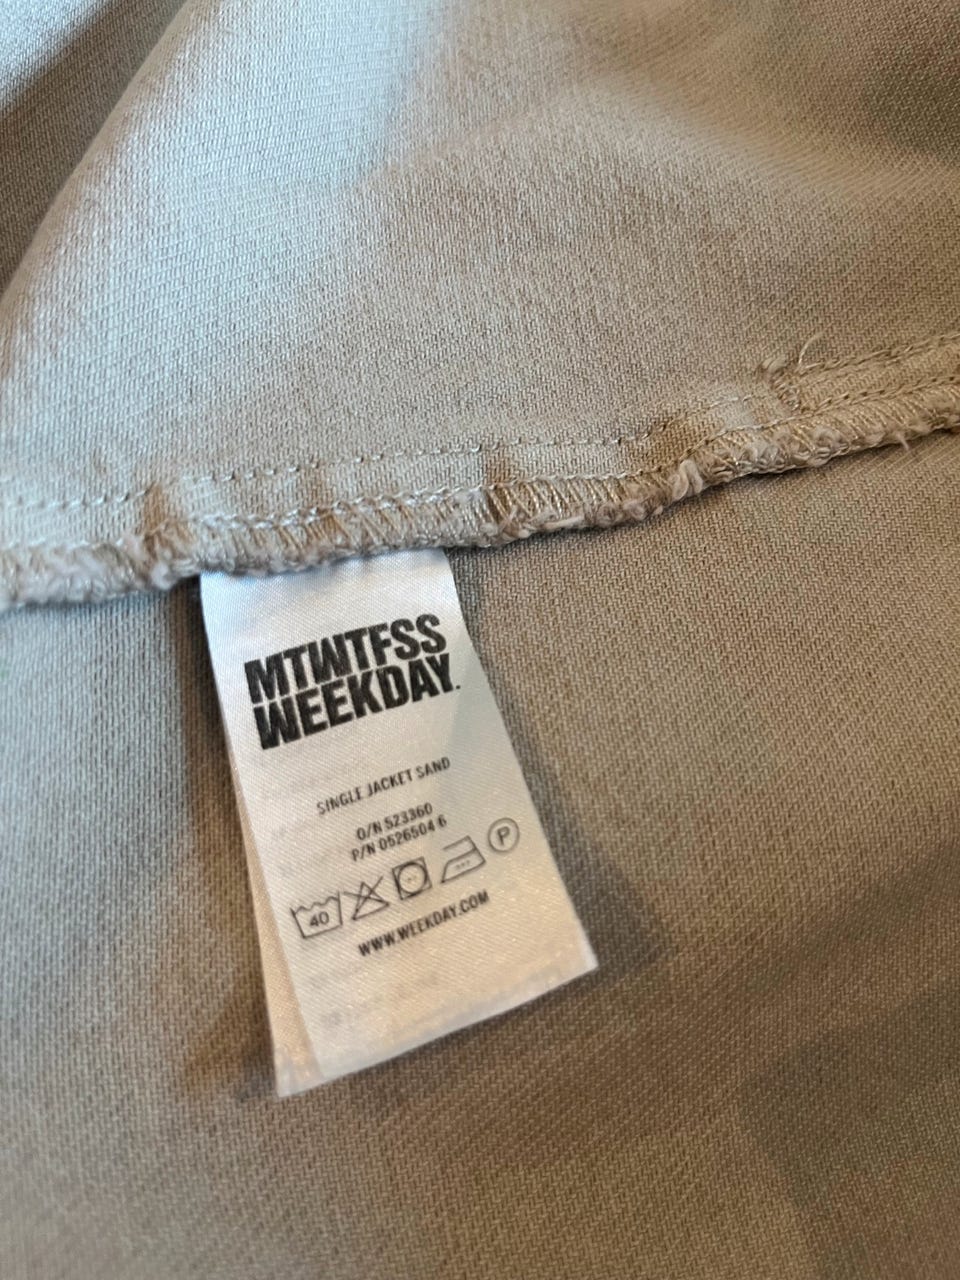 MTWTFSS
WEEKDAY.
SINGLE JACKET SAND
O/N 523360
P/N 0526504 6
40 P
WWW.WEEKDAY.COM